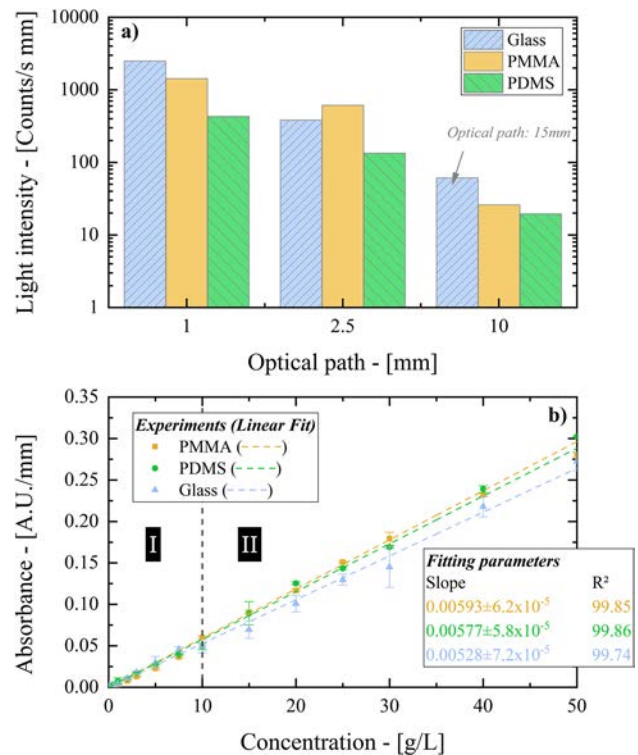 a)
10000
1000
100
10
1
Light intensity - [Counts/s mm]
Glass
PMMA
PDMS
Optical path: 15mm
1 2.5 10
Optical path - [mm]
b)
0.35
0.30
0.25
0.20
0.15
0.10
0.05
0.00
Absorbance - [A.U./mm]
Experiments (Linear Fit)
PMMA (-----)
PDMS (-----)
Glass (-----)
I II
Fitting parameters
Slope R²
0.00593±6.2x10⁻⁵ 99.85
0.00577±5.8x10⁻⁵ 99.86
0.00528±7.2x10⁻⁵ 99.74
0 10 20 30 40 50
Concentration - [g/L]